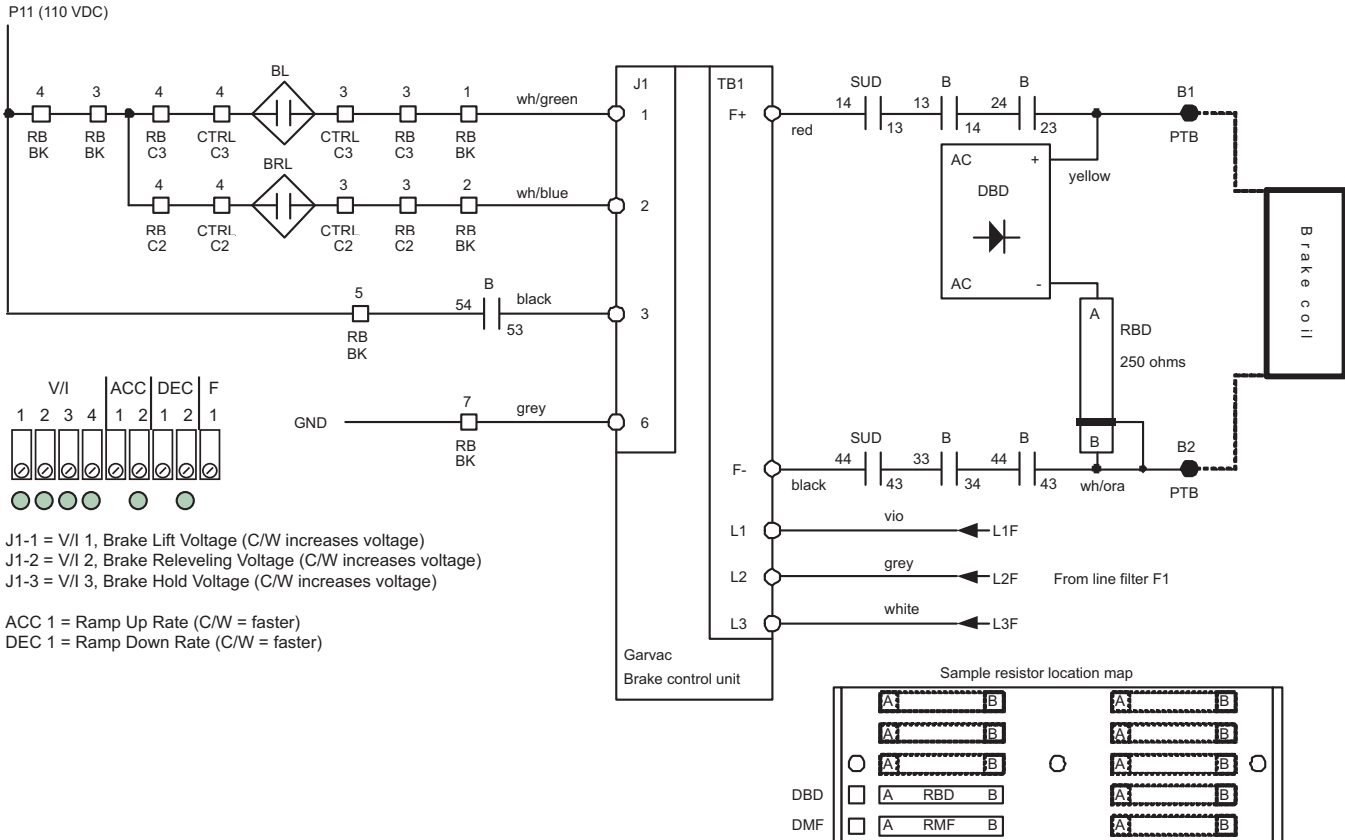 P11 (110 VDC)
4 3 4 4 BL 3 3 1 wh/green
RB BK RB BK RB C3 CTRL C3 CTRL C3 RB C3 RB BK
BRL
4 4 3 3 2 wh/blue
RB C2 CTRL C2 CTRL C2 RB C2 RB BK
5 54 B 53 black
RB BK
GND 7 grey
RB BK
J1
1
2
3
6
TB1
F+
F-
L1
L2
L3
Garvac
Brake control unit
14 SUD 13 13 B 14 24 B 23 B1
red PTB
AC +
DBD
AC -
yellow
A
RBD
250 ohms
B
Brake coil
44 SUD 43 33 B 34 44 B 43 B2
black wh/ora PTB
vio L1F
grey L2F From line filter F1
white L3F
V/I ACC DEC F
1 2 3 4 1 2 1 2 1
J1-1 = V/I 1, Brake Lift Voltage (C/W increases voltage)
J1-2 = V/I 2, Brake Releveling Voltage (C/W increases voltage)
J1-3 = V/I 3, Brake Hold Voltage (C/W increases voltage)
ACC 1 = Ramp Up Rate (C/W = faster)
DEC 1 = Ramp Down Rate (C/W = faster)
Sample resistor location map
A B A B
A B A B
A B A B
DBD A RBD B A B
DMF A RMF B A B